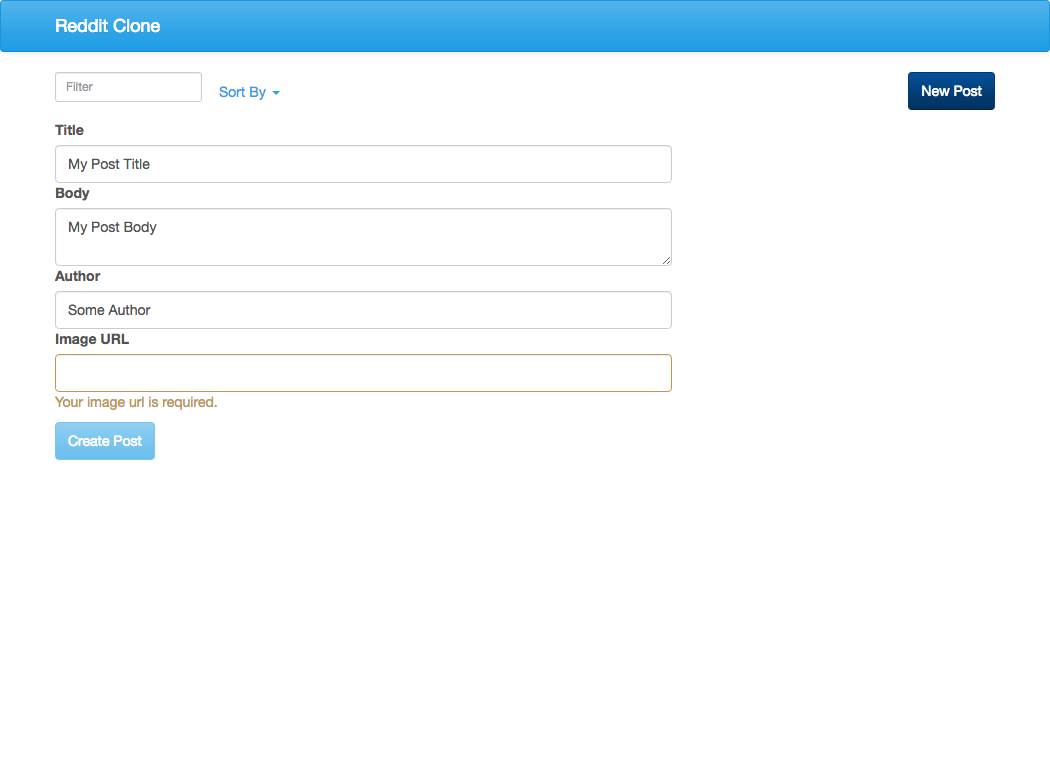 Reddit Clone
Filter
Sort By
New Post
Title
My Post Title
Body
My Post Body
Author
Some Author
Image URL
Your image url is required.
Create Post